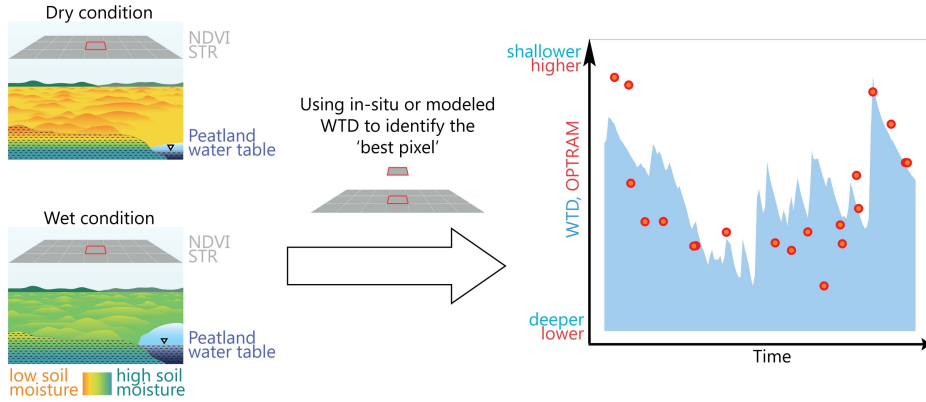 Dry condition
NDVI
STR
Peatland
water table
Wet condition
NDVI
STR
Peatland
water table
low soil
moisture
high soil
moisture
Using in-situ or modeled
WTD to identify the
'best pixel'
shallower
higher
WTD, OPTRAM
deeper
lower
Time